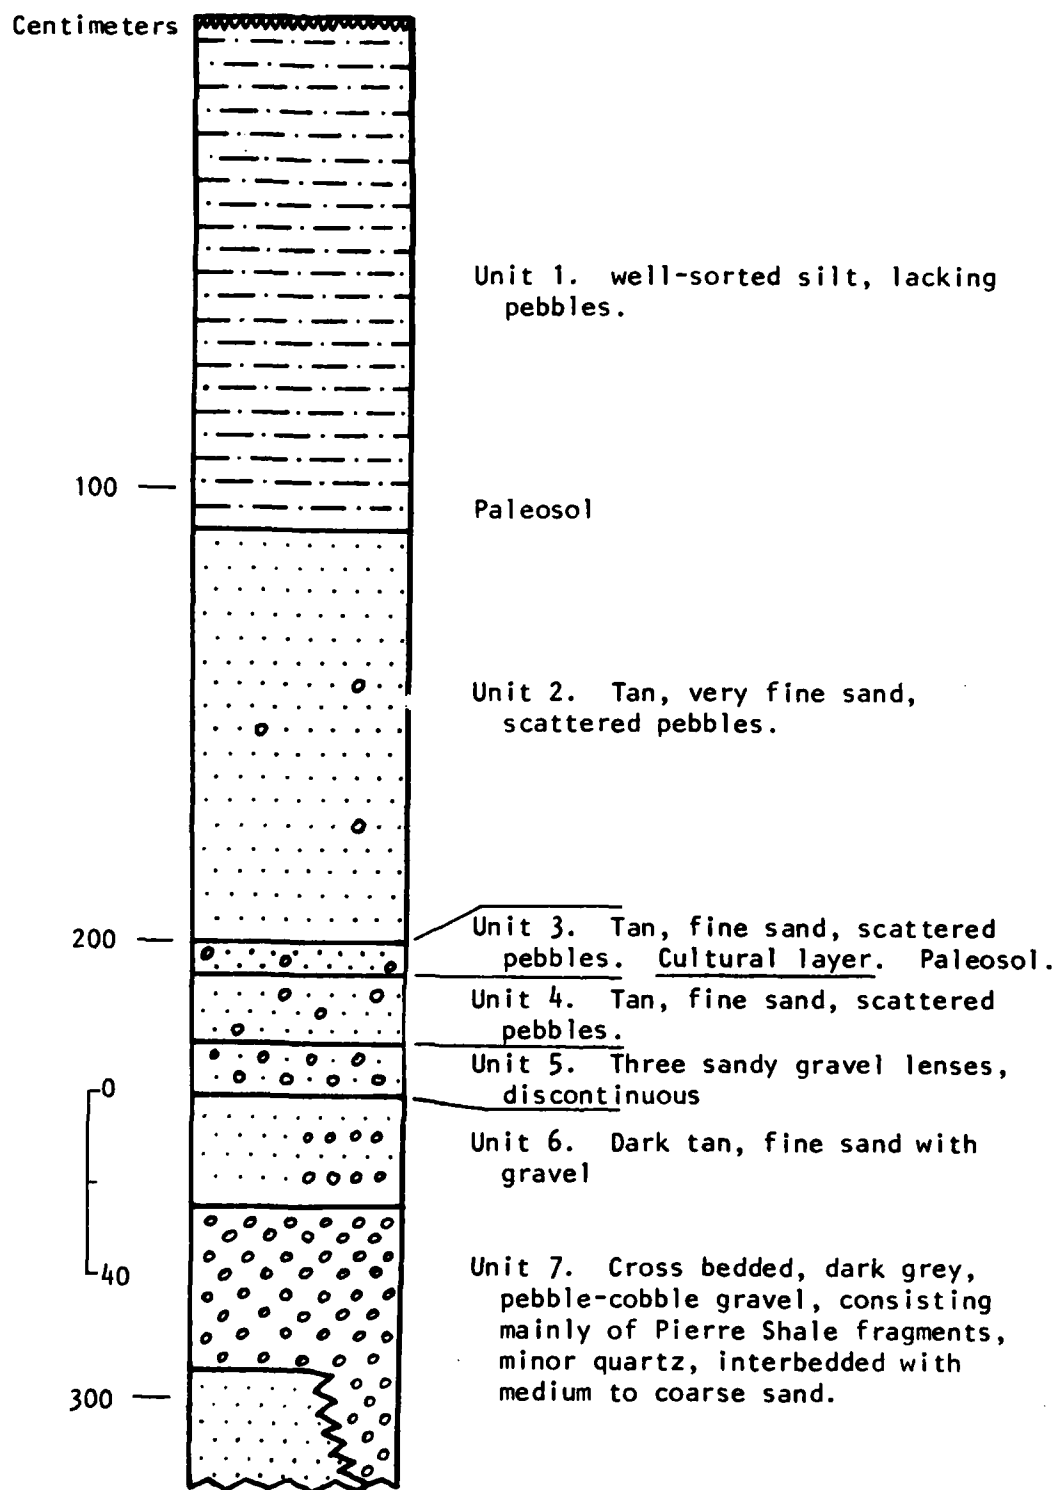 Centimeters
Unit 1. well-sorted silt, lacking
pebbles.
100
Paleosol
Unit 2. Tan, very fine sand,
scattered pebbles.
200
Unit 3. Tan, fine sand, scattered
pebbles. Cultural layer. Paleosol.
Unit 4. Tan, fine sand, scattered
pebbles.
Unit 5. Three sandy gravel lenses,
discontinuous
0
Unit 6. Dark tan, fine sand with
gravel
40
Unit 7. Cross bedded, dark grey,
pebble-cobble gravel, consisting
mainly of Pierre Shale fragments,
minor quartz, interbedded with
medium to coarse sand.
300